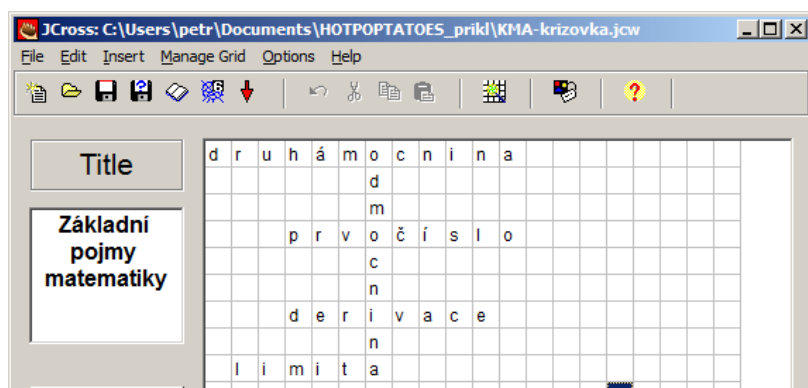 JCross: C:\Users\petr\Documents\HOTPOPTATOES_prikl\KMA-krizovka.jcw
File Edit Insert Manage Grid Options Help
Title
Základní
pojmy
matematiky
d r u h á m o c n i n a
d
m
p r v o č í s l o
c
n
d e r i v a c e
n
l i m i t a